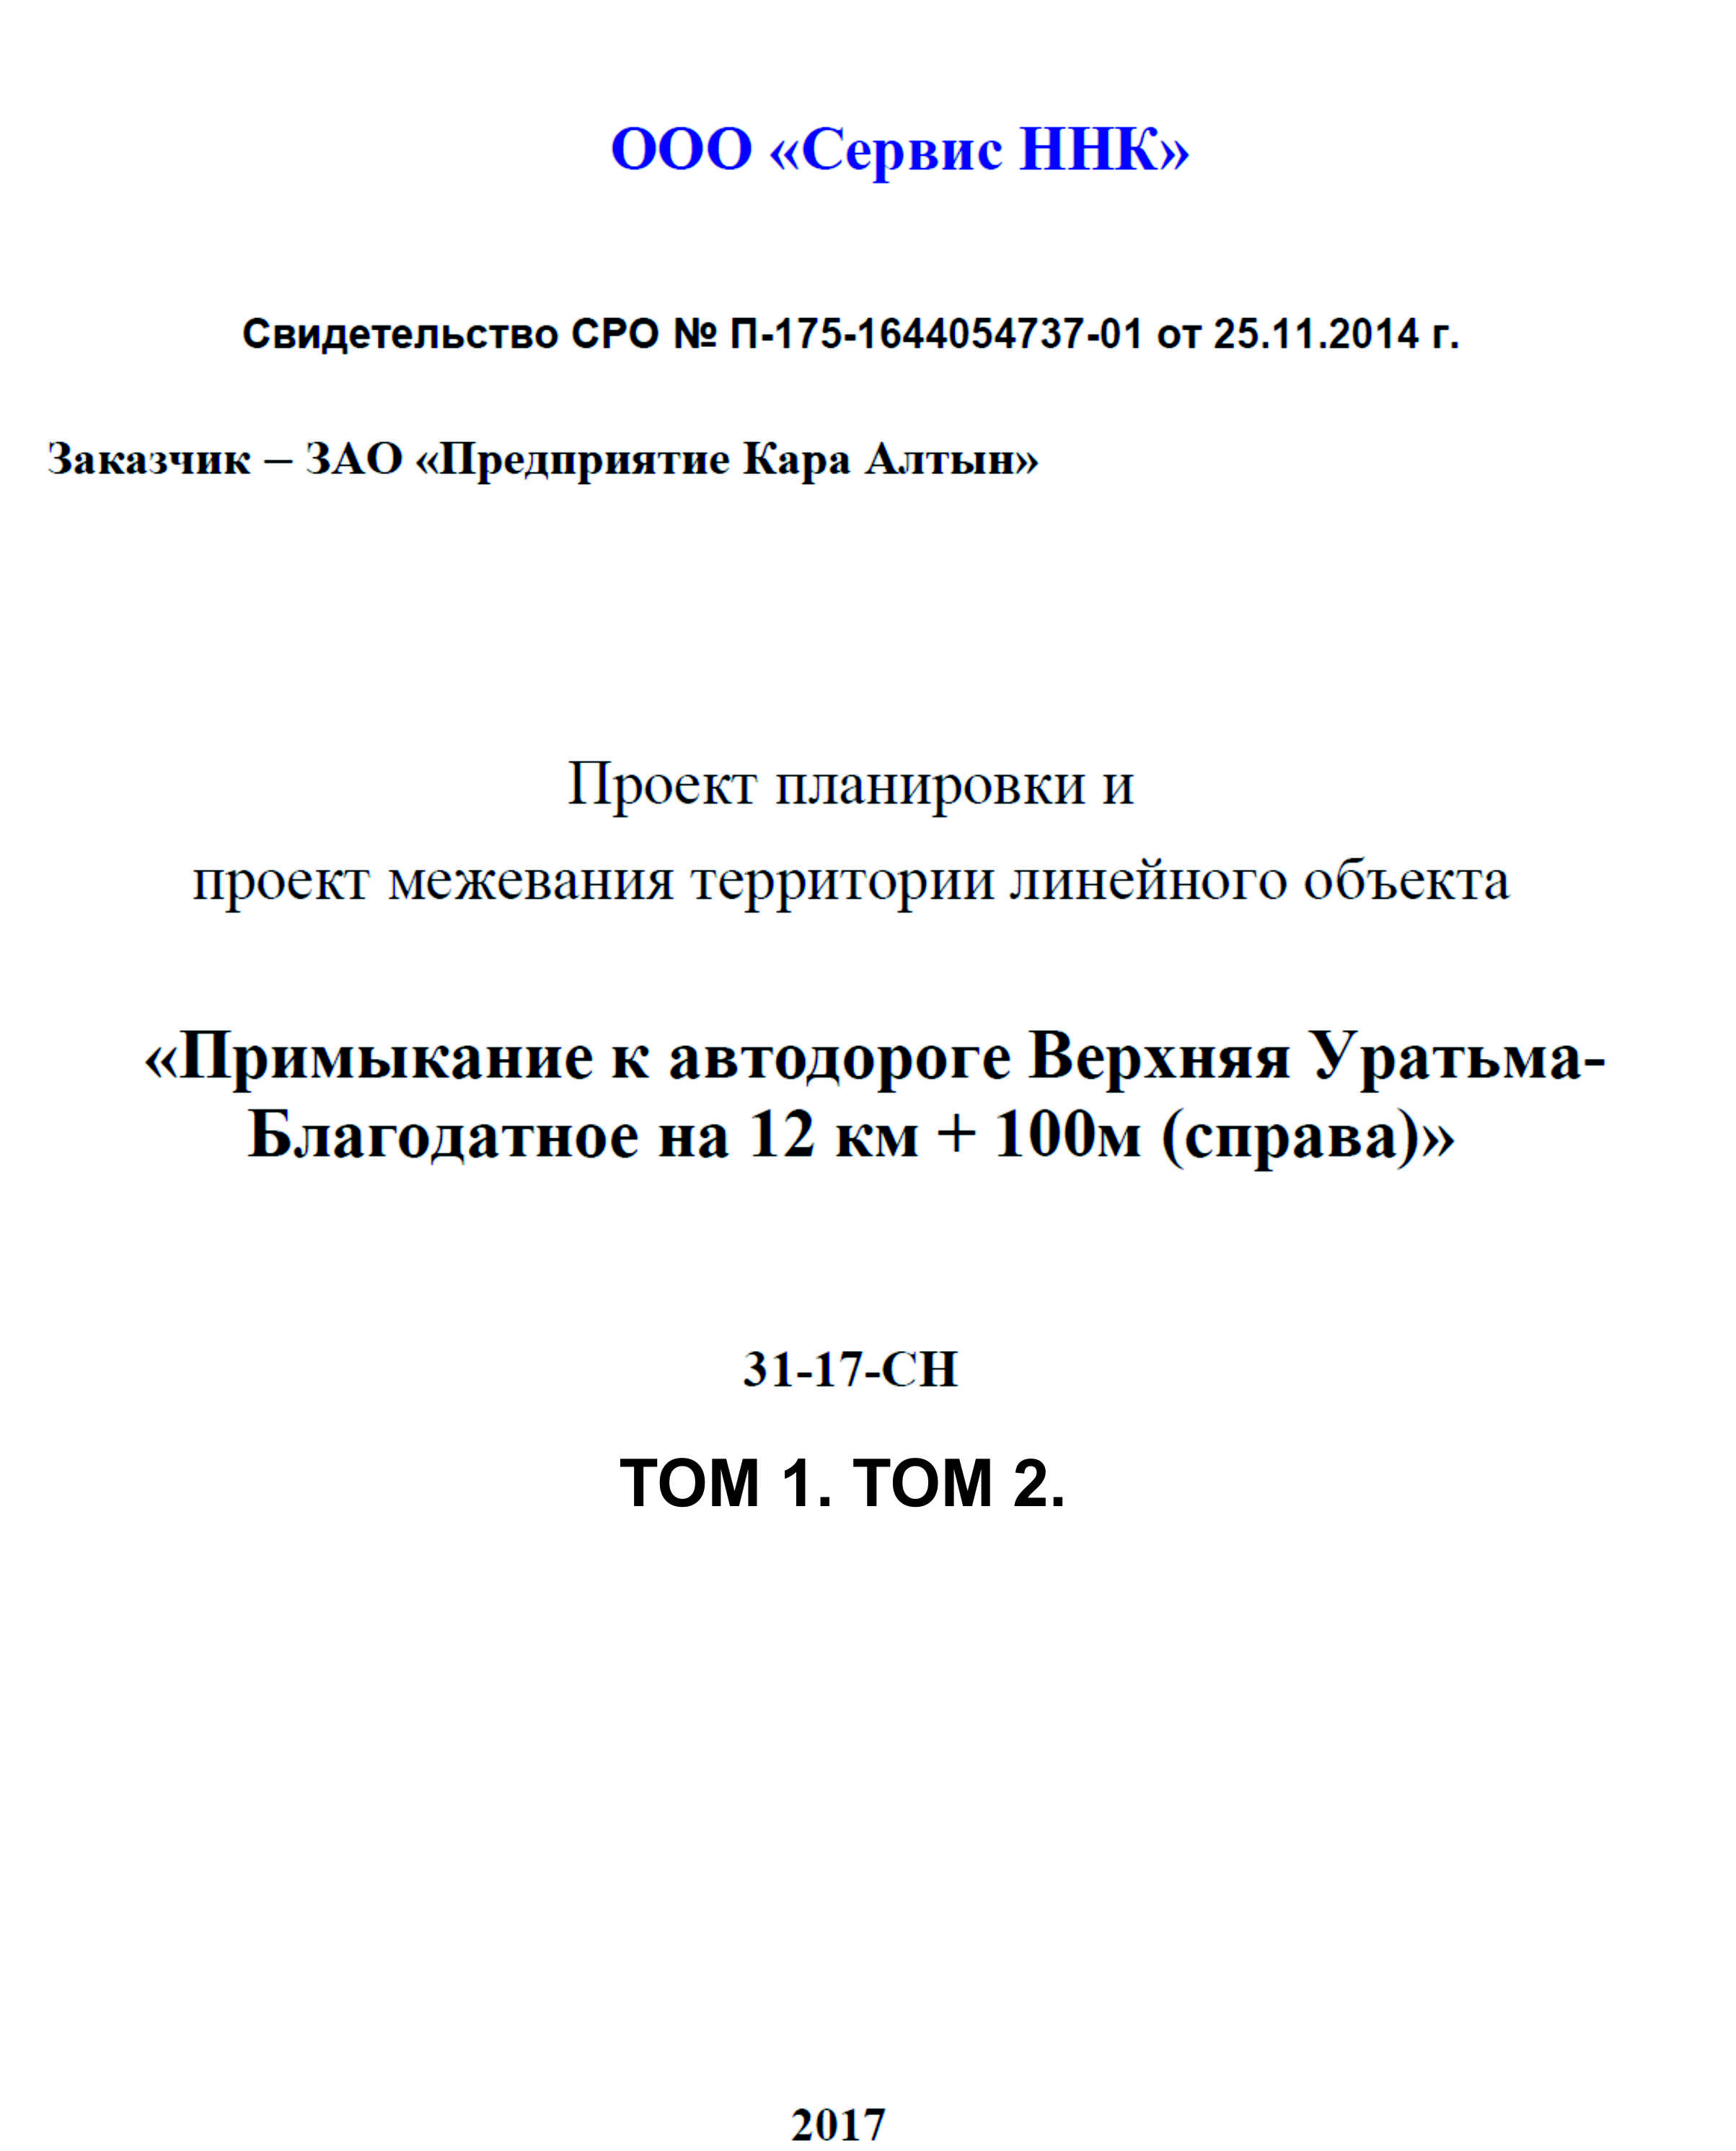 ООО «Сервис ННК»
Свидетельство СРО № П-175-1644054737-01 от 25.11.2014 г.
Заказчик – ЗАО «Предприятие Кара Алтын»
Проект планировки и
проект межевания территории линейного объекта
«Примыкание к автодороге Верхняя Уратьма-
Благодатное на 12 км + 100м (справа)»
31-17-СН
ТОМ 1. ТОМ 2.
2017